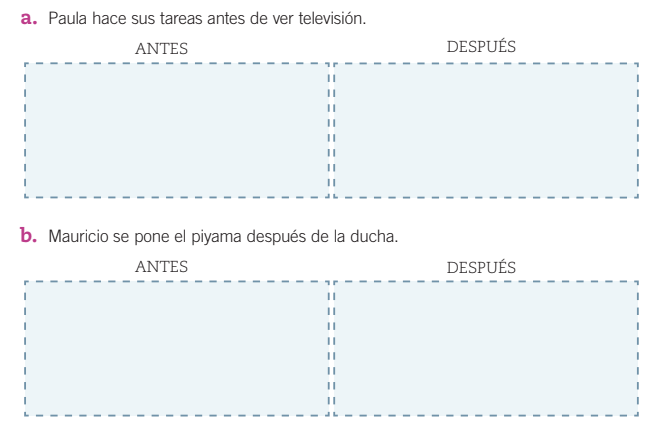 a. Paula hace sus tareas antes de ver televisión.
ANTES DESPUÉS
b. Mauricio se pone el piyama después de la ducha.
ANTES DESPUÉS